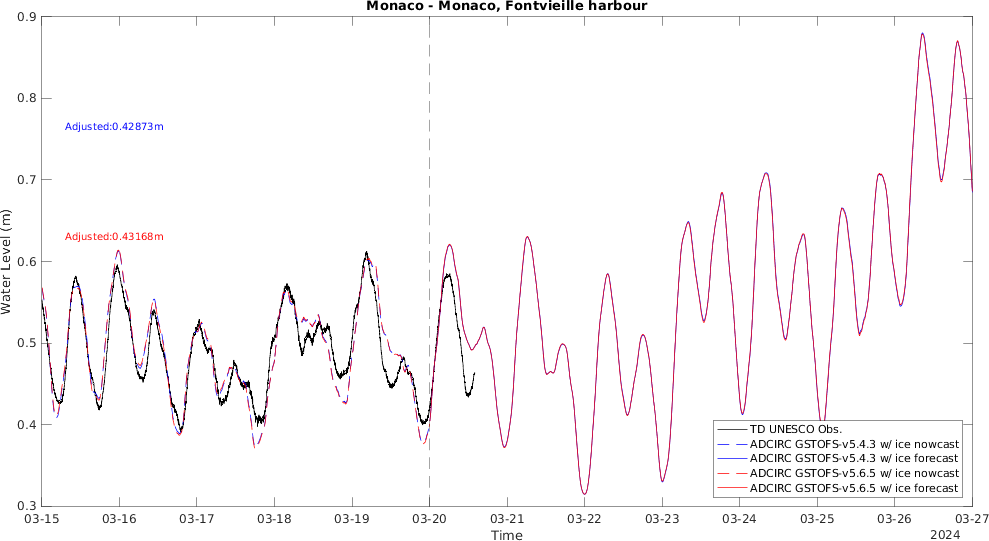 Monaco - Monaco, Fontvieille harbour
0.9
0.8
0.7
0.6
0.5
0.4
0.3
Water Level (m)
Adjusted:0.42873m
Adjusted:0.43168m
TD UNESCO Obs.
ADCIRC GSTOFS-v5.4.3 w/ ice nowcast
ADCIRC GSTOFS-v5.4.3 w/ ice forecast
ADCIRC GSTOFS-v5.6.5 w/ ice nowcast
ADCIRC GSTOFS-v5.6.5 w/ ice forecast
03-15 03-16 03-17 03-18 03-19 03-20 03-21 03-22 03-23 03-24 03-25 03-26 03-27
Time
2024